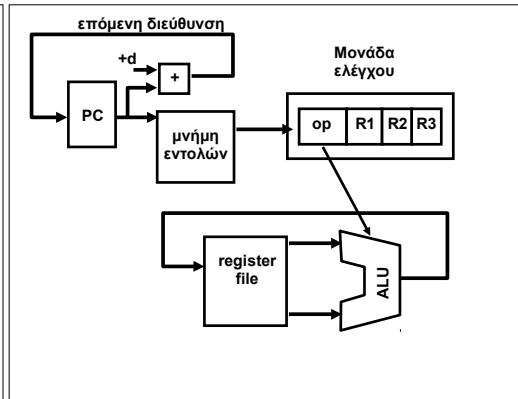 επόμενη διεύθυνση
+d
+
PC
μνήμη
εντολών
Μονάδα
ελέγχου
op R1 R2 R3
register
file
ALU